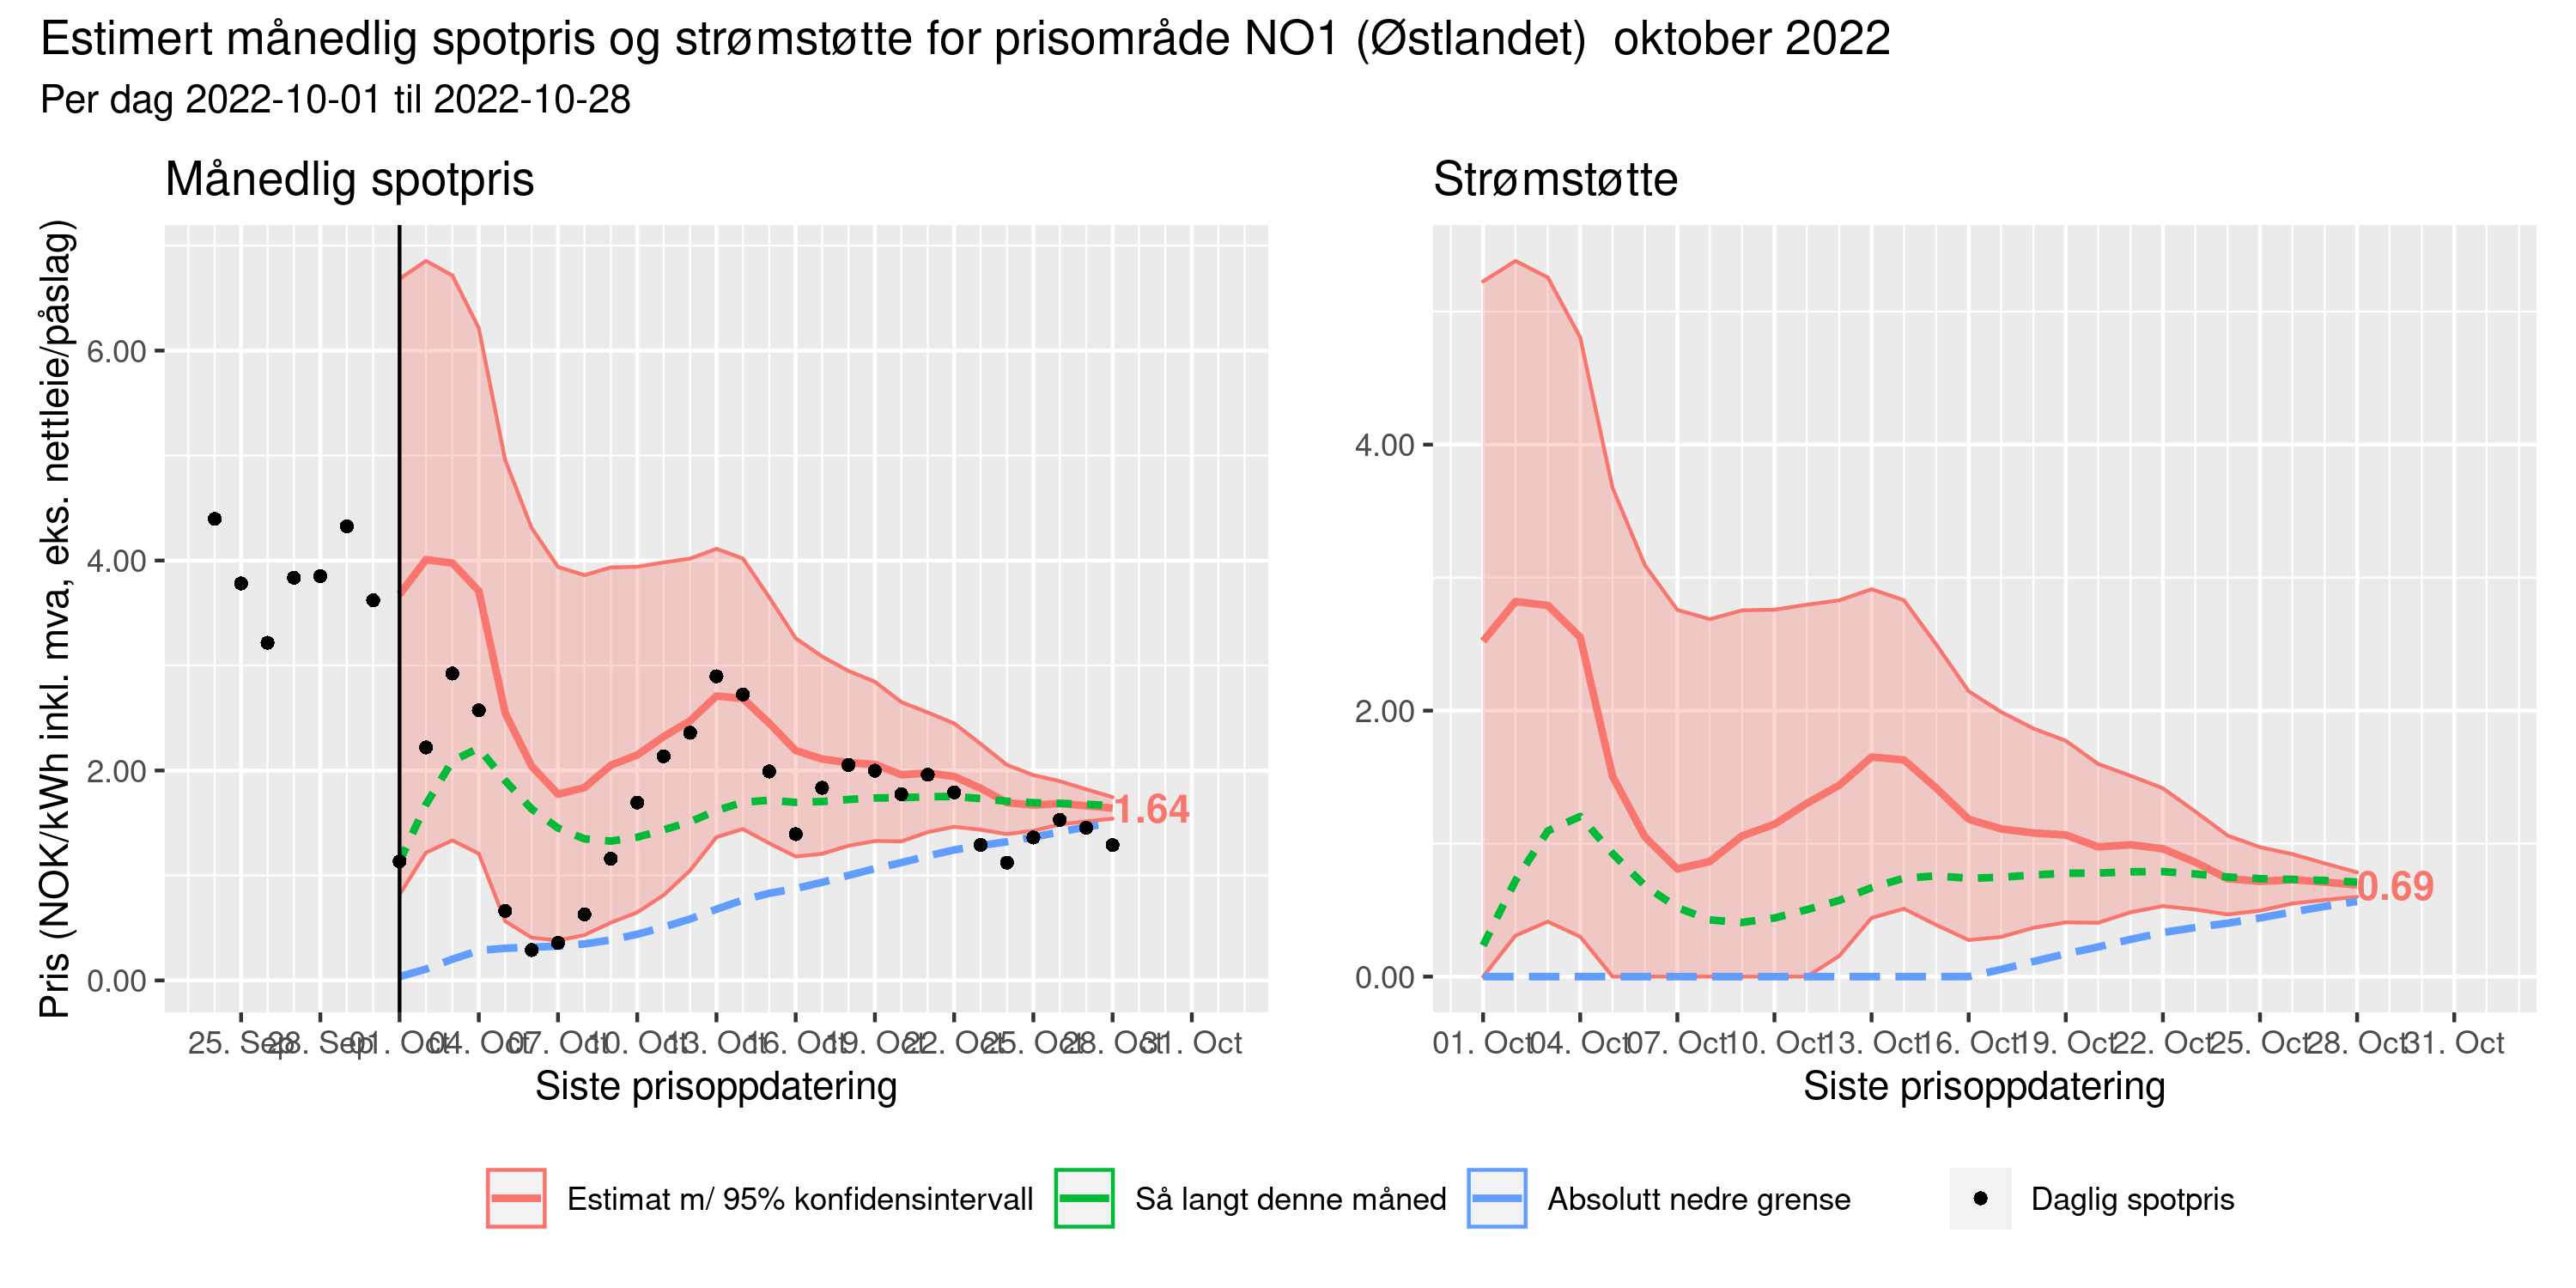 Estimert månedlig spotpris og strømstøtte for prisområde NO1 (Østlandet)  oktober 2022
Per dag 2022-10-01 til 2022-10-28
Månedlig spotpris
Strømstøtte
Pris (NOK/kWh inkl. mva, eks. nettleie/påslag)
6.00
4.00
2.00
0.00
1.64
25. Sep 28. Sep 01. Oct 04. Oct 07. Oct 10. Oct 13. Oct 16. Oct 19. Oct 22. Oct 25. Oct 28. Oct 31. Oct
Siste prisoppdatering
4.00
2.00
0.00
0.69
01. Oct 04. Oct 07. Oct 10. Oct 13. Oct 16. Oct 19. Oct 22. Oct 25. Oct 28. Oct 31. Oct
Siste prisoppdatering
Estimat m/ 95% konfidensintervall
Så langt denne måned
Absolutt nedre grense
Daglig spotpris